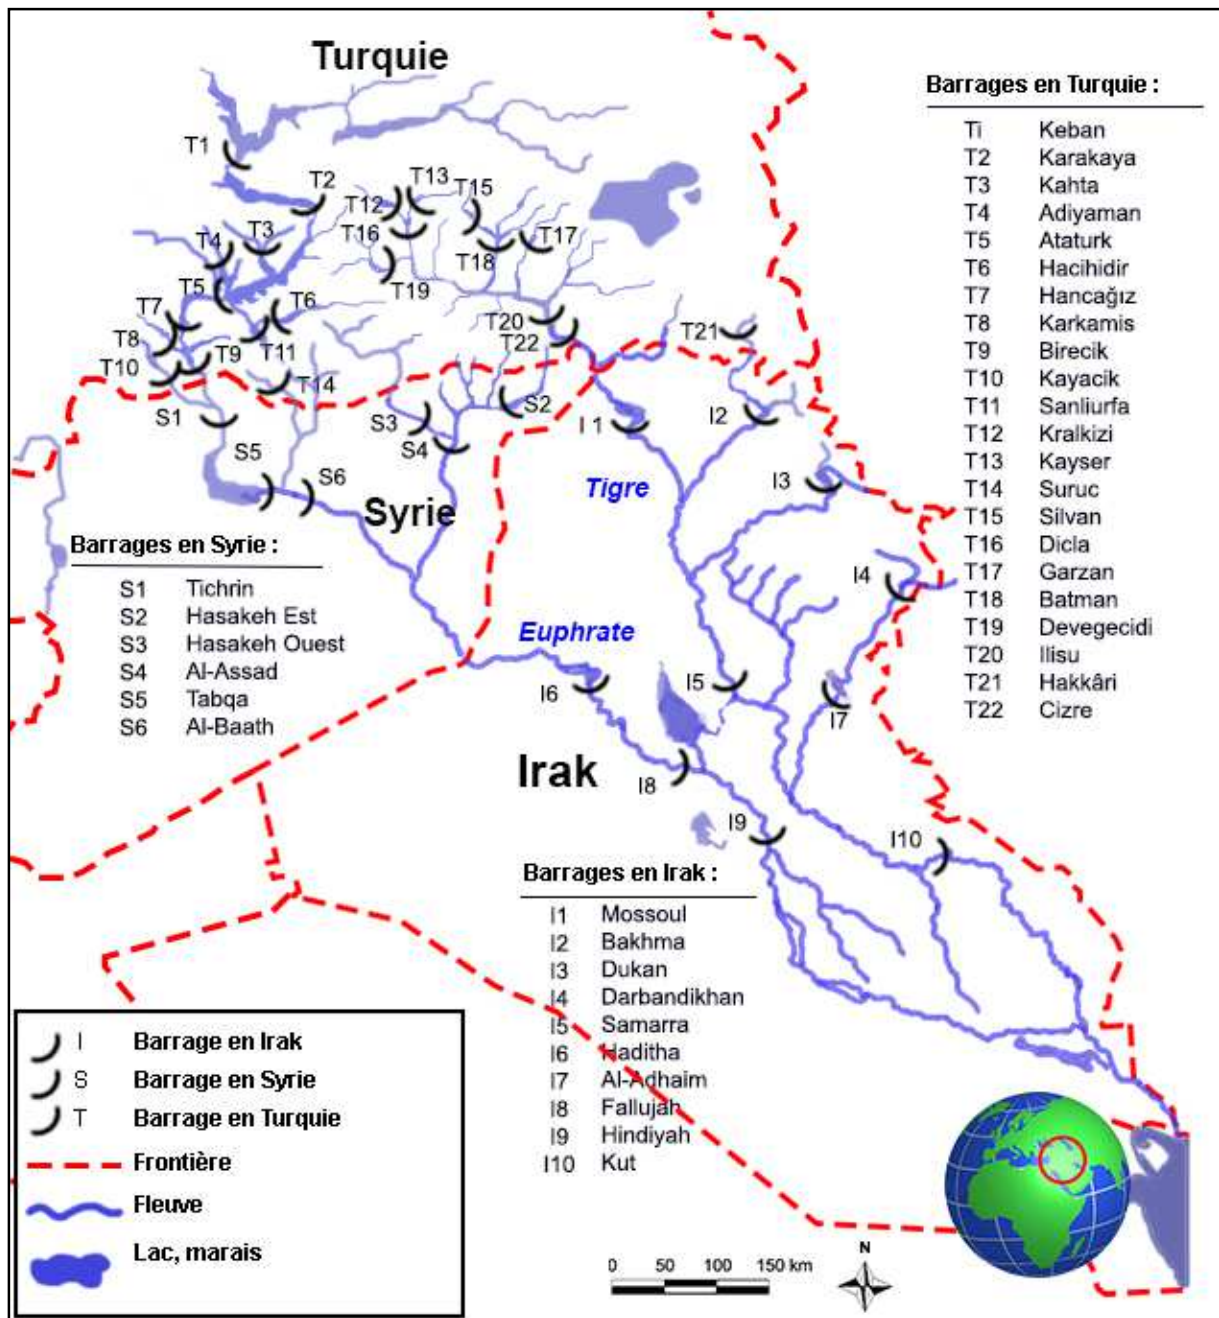 Turquie
Barrages en Turquie :
Ti Keban
T2 Karakaya
T3 Kahta
T4 Adiyaman
T5 Ataturk
T6 Hacihidir
T7 Hancağız
T8 Karkamis
T9 Birecik
T10 Kayacik
T11 Sanliurfa
T12 Kralkizi
T13 Kayser
T14 Suruc
T15 Silvan
T16 Dicla
T17 Garzan
T18 Batman
T19 Devegecidi
T20 Ilisu
T21 Hakkâri
T22 Cizre
T1
T2
T13
T15
T12
T3
T4
T16
T17
T18
T5
T6
T19
T7
T20
T8
T22
T21
T9
T11
T10
T14
S1
S3
S2
I 1
I2
S4
S5
S6
I3
Tigre
Syrie
Barrages en Syrie :
S1 Tichrin
S2 Hasakeh Est
S3 Hasakeh Ouest
S4 Al-Assad
S5 Tabqa
S6 Al-Baath
I4
Euphrate
I6
I5
I7
Irak
I8
I9
I10
Barrages en Irak :
I1 Mossoul
I2 Bakhma
I3 Dukan
I4 Darbandikhan
I5 Samarra
I6 Haditha
I7 Al-Adhaim
I8 Fallujah
I9 Hindiyah
I10 Kut
I Barrage en Irak
S Barrage en Syrie
T Barrage en Turquie
Frontière
Fleuve
Lac, marais
0 50 100 150 km
N